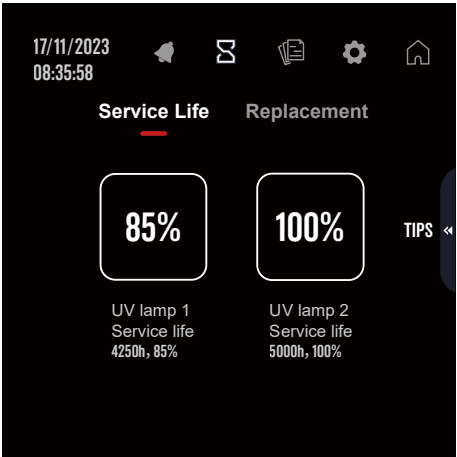 17/11/2023
08:35:58
Service Life Replacement
85% 100% TIPS «
UV lamp 1 UV lamp 2
Service life Service life
4250h, 85% 5000h, 100%